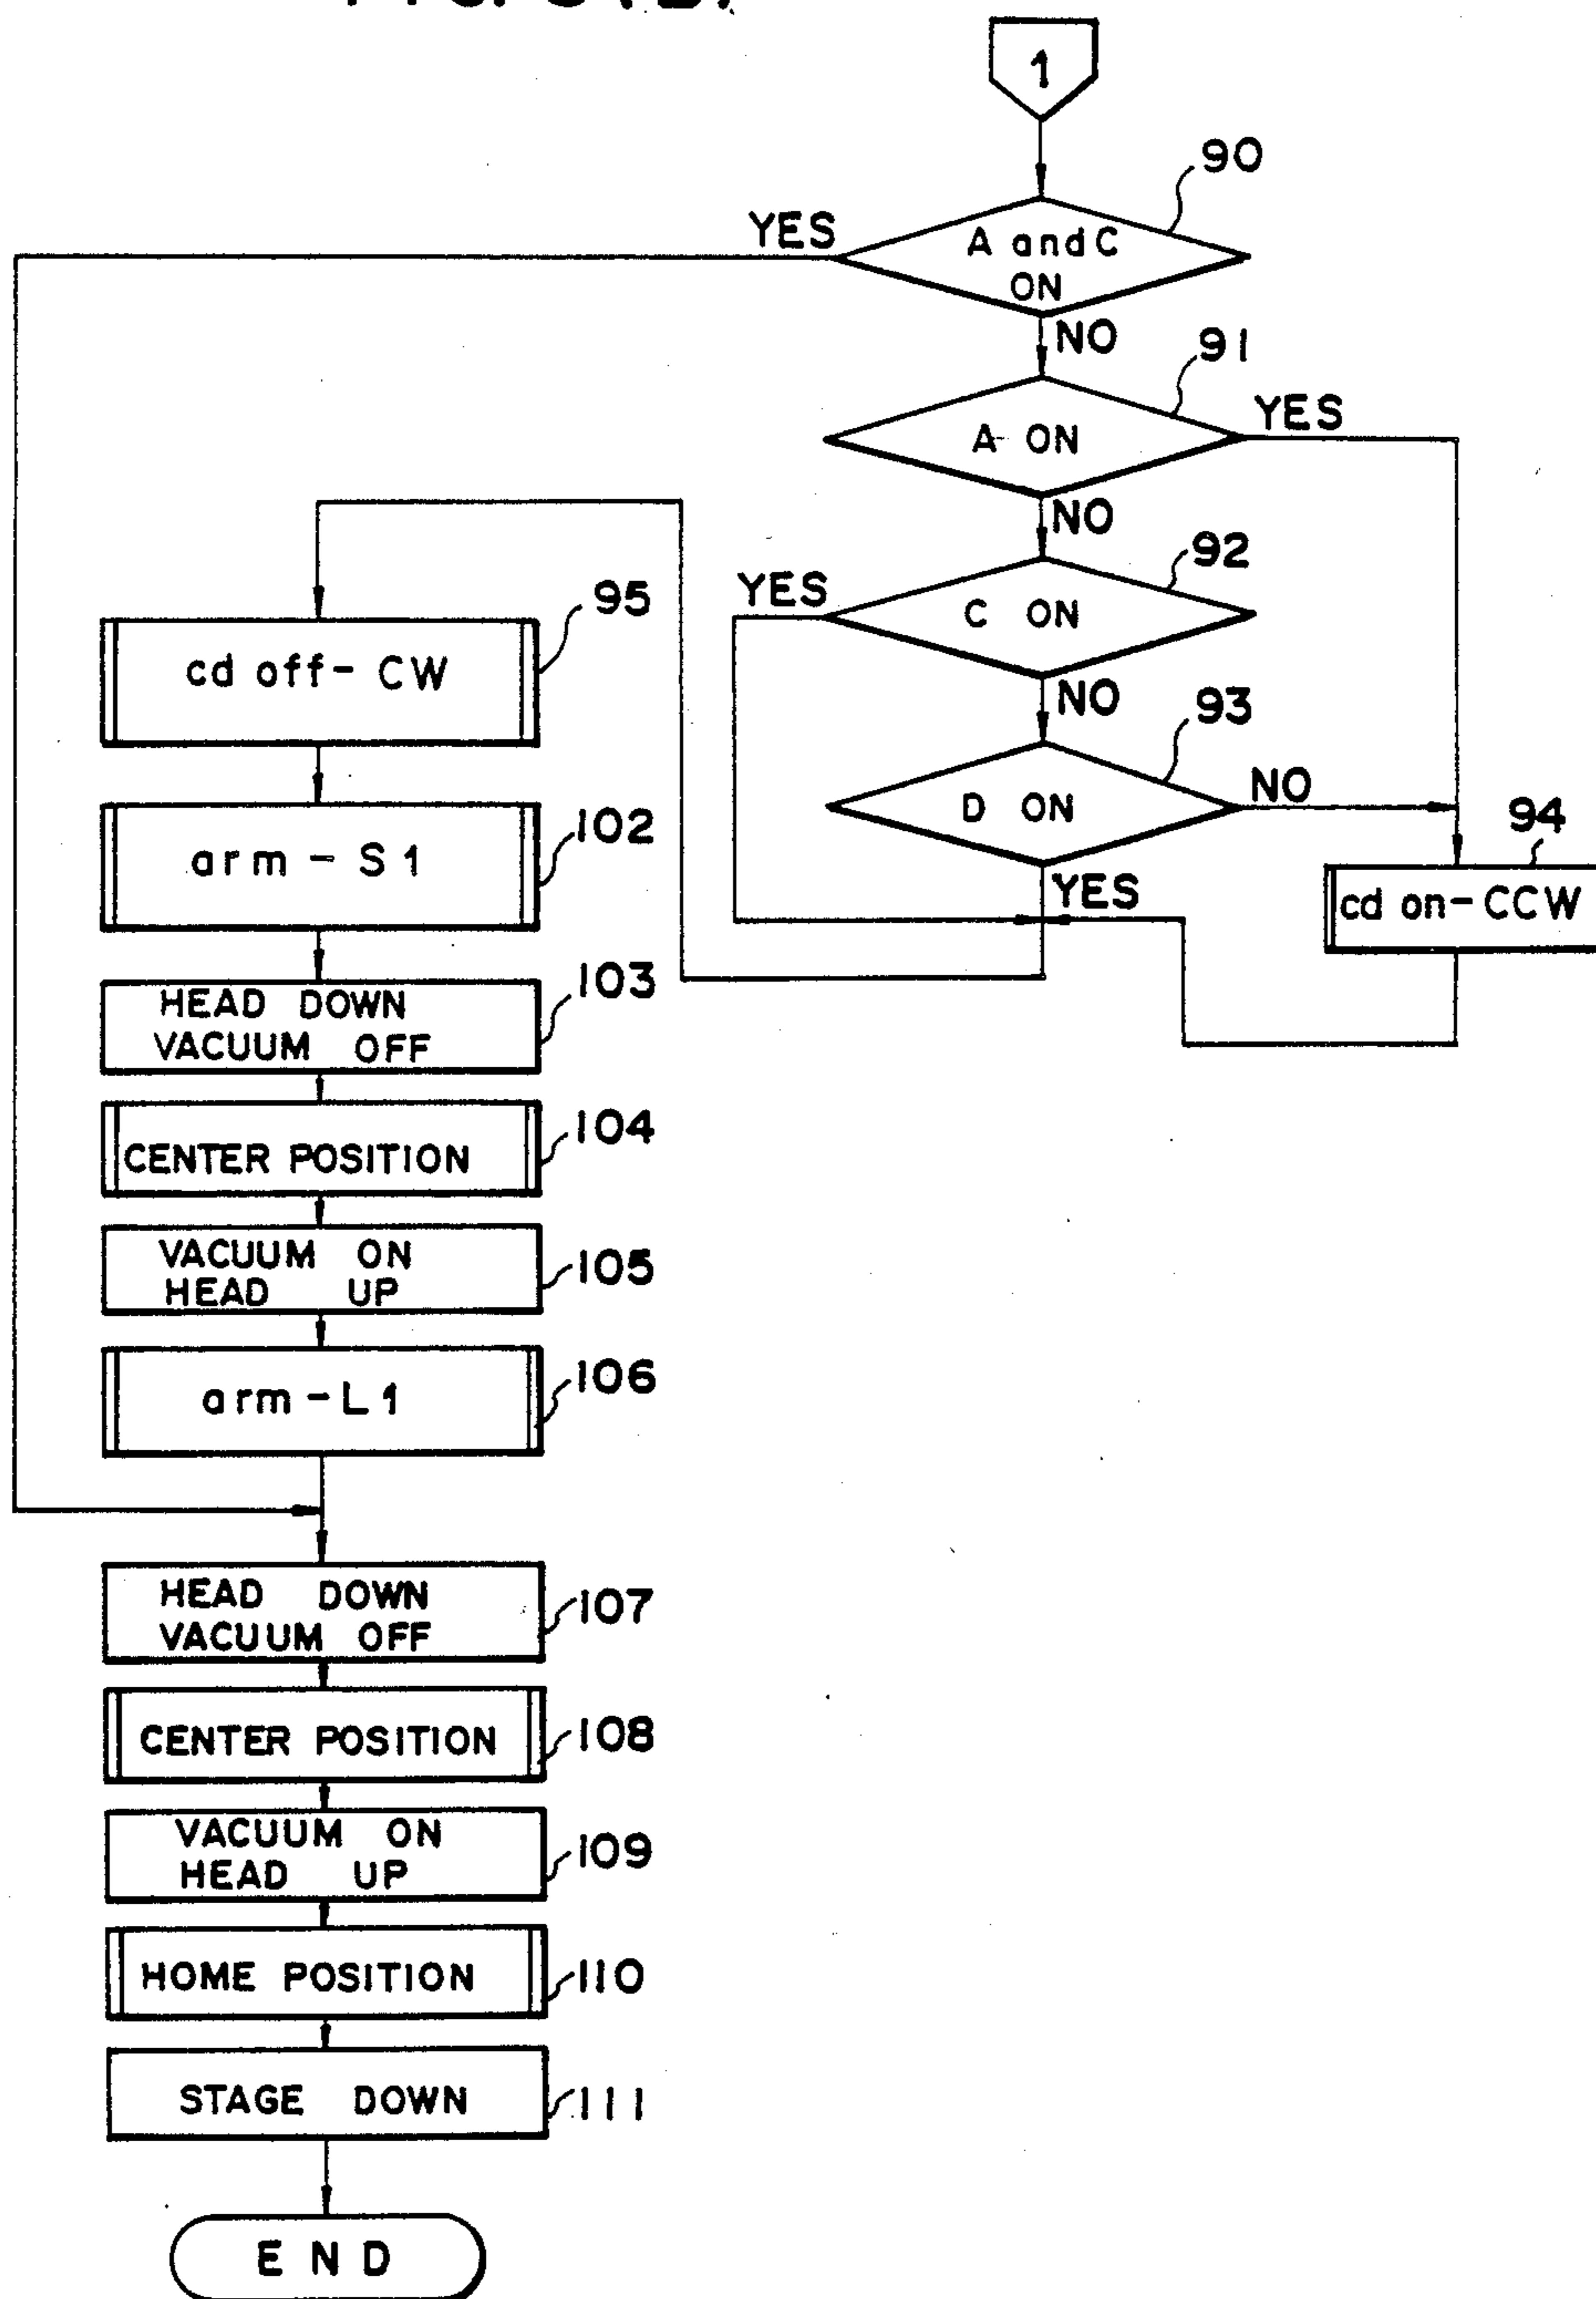 1
90
YES
A and C
ON
NO
91
YES
A ON
NO
92
YES
C ON
NO
93
NO
D ON
YES
94
cd on-CCW
95
cd off-CW
102
arm-S1
103
HEAD DOWN
VACUUM OFF
104
CENTER POSITION
105
VACUUM ON
HEAD UP
106
arm-L1
107
HEAD DOWN
VACUUM OFF
108
CENTER POSITION
109
VACUUM ON
HEAD UP
110
HOME POSITION
111
STAGE DOWN
END